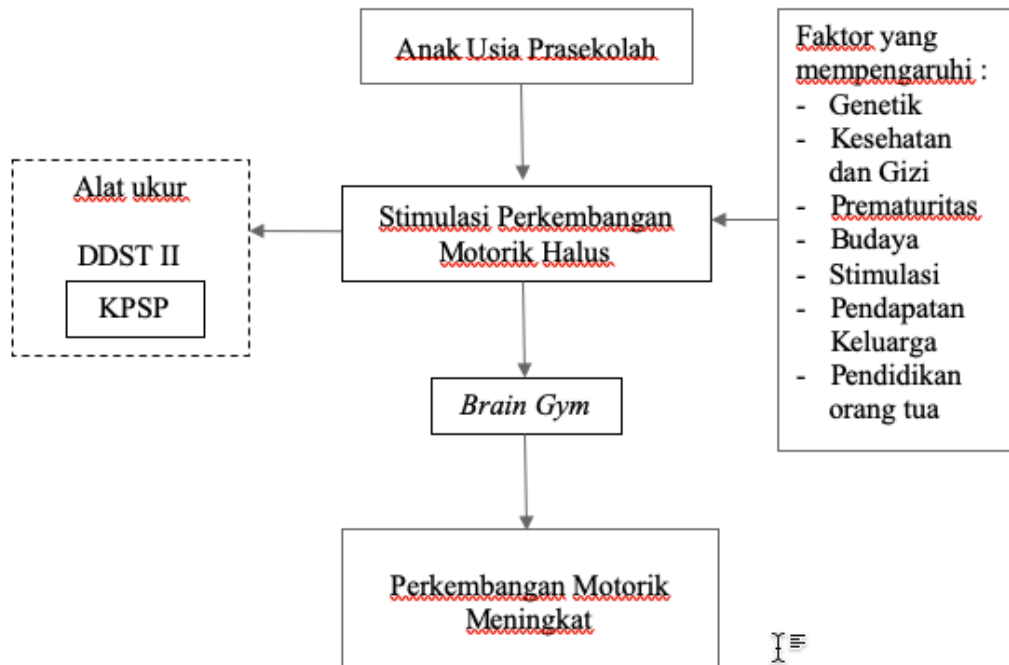 Anak Usia Prasekolah
Faktor yang
mempengaruhi :
- Genetik
- Kesehatan
dan Gizi
- Prematuritas
- Budaya
- Stimulasi
- Pendapatan
Keluarga
- Pendidikan
orang tua
Alat ukur
DDST II
KPSP
Stimulasi Perkembangan
Motorik Halus
Brain Gym
Perkembangan Motorik
Meningkat